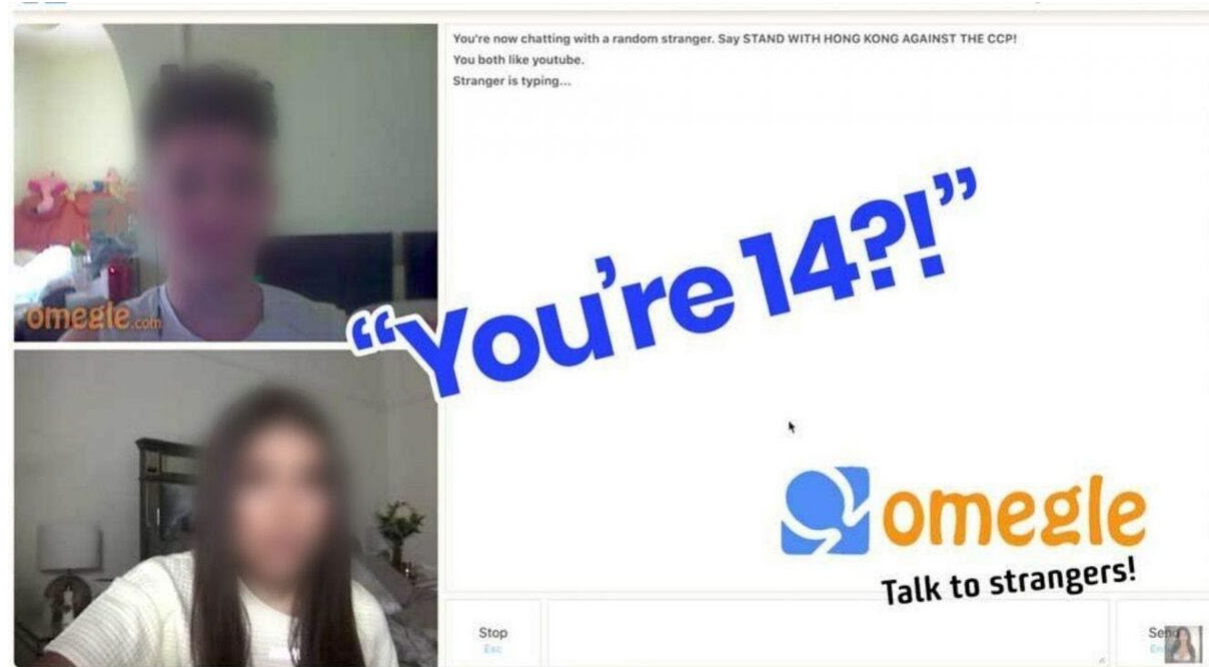 You're now chatting with a random stranger. Say STAND WITH HONG KONG AGAINST THE CCP!
You both like youtube.
Stranger is typing...
omegle.com
“You're 14?!”
omegle
Talk to strangers!
Stop
Esc